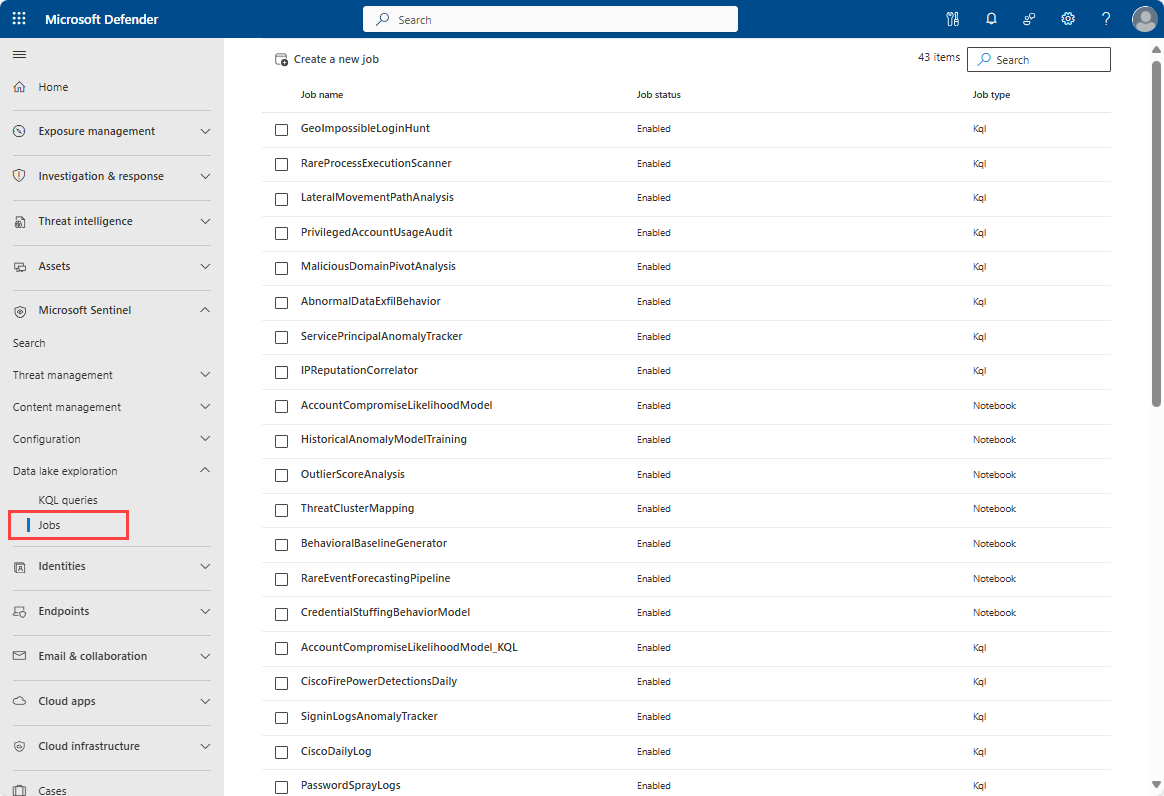 Microsoft Defender
Search
Home
Exposure management
Investigation & response
Threat intelligence
Assets
Microsoft Sentinel
Search
Threat management
Content management
Configuration
Data lake exploration
KQL queries
Jobs
Identities
Endpoints
Email & collaboration
Cloud apps
Cloud infrastructure
Cases
Create a new job
43 items
Search
Job name Job status Job type
GeoImpossibleLoginHunt Enabled Kql
RareProcessExecutionScanner Enabled Kql
LateralMovementPathAnalysis Enabled Kql
PrivilegedAccountUsageAudit Enabled Kql
MaliciousDomainPivotAnalysis Enabled Kql
AbnormalDataExfilBehavior Enabled Kql
ServicePrincipalAnomalyTracker Enabled Kql
IPReputationCorrelator Enabled Kql
AccountCompromiseLikelihoodModel Enabled Notebook
HistoricalAnomalyModelTraining Enabled Notebook
OutlierScoreAnalysis Enabled Notebook
ThreatClusterMapping Enabled Notebook
BehavioralBaselineGenerator Enabled Notebook
RareEventForecastingPipeline Enabled Notebook
CredentialStuffingBehaviorModel Enabled Notebook
AccountCompromiseLikelihoodModel_KQL Enabled Kql
CiscoFirePowerDetectionsDaily Enabled Kql
SigninLogsAnomalyTracker Enabled Kql
CiscoDailyLog Enabled Kql
PasswordSprayLogs Enabled Kql